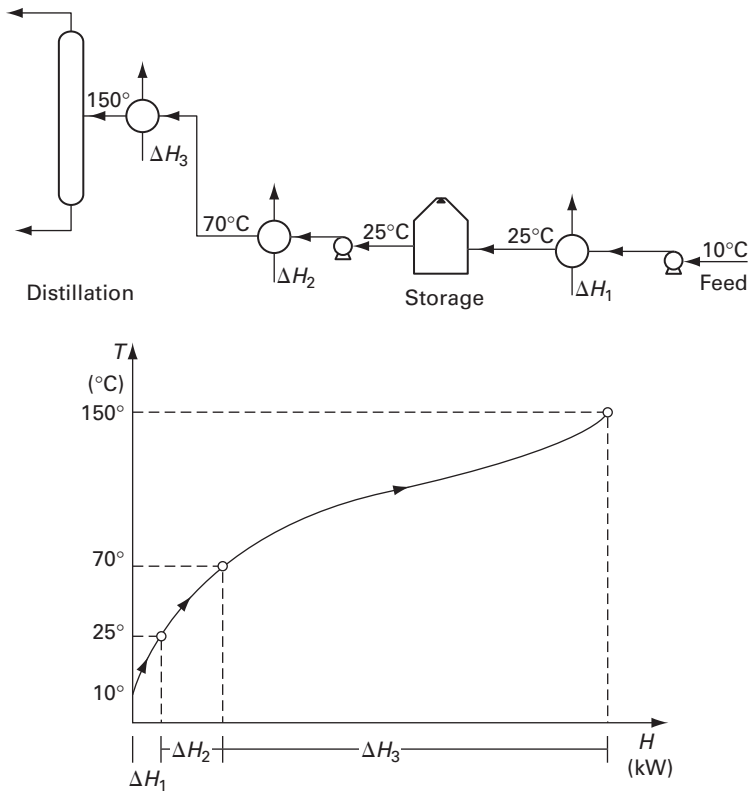 150°
ΔH₃
70°C
ΔH₂
25°C
25°C
ΔH₁
10°C
Feed
Distillation
Storage
T
(°C)
150°
70°
25°
10°
ΔH₁
ΔH₂
ΔH₃
H
(kW)